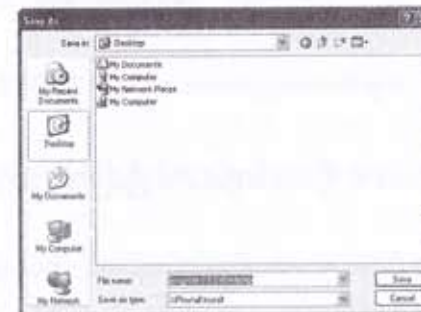 Save As
Save in: Desktop
My Documents
My Computer
My Network Places
My Computer
My Recent
Documents
Desktop
My Documents
My Computer
My Network
File name:
Save
Save as type:
Cancel